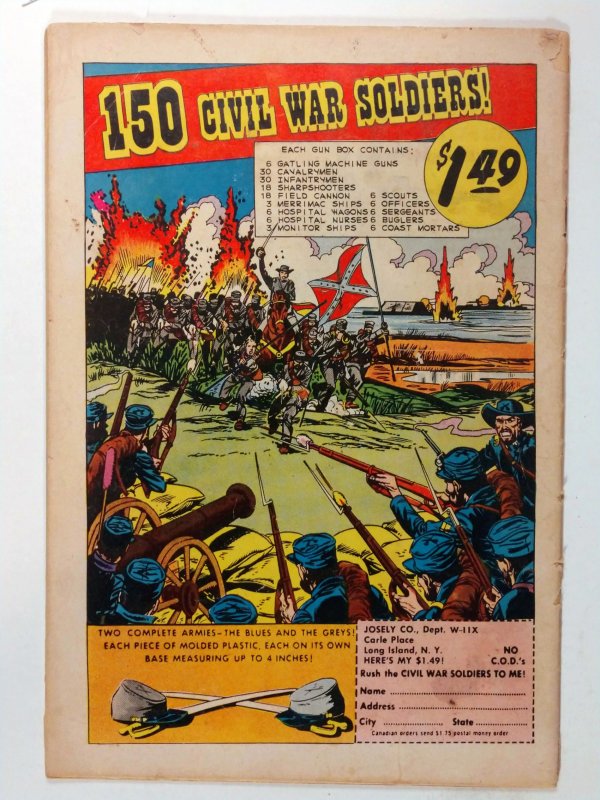 150 CIVIL WAR SOLDIERS!
$1.49
EACH GUN BOX CONTAINS:
6 GATLING MACHINE GUNS
30 CAVALRYMEN
30 INFANTRYMEN
18 SHARPSHOOTERS
18 FIELD CANNON 6 SCOUTS
3 MERRIMAC SHIPS 6 OFFICERS
6 HOSPITAL WAGONS 6 SERGEANTS
6 HOSPITAL NURSES 6 BUGLERS
3 MONITOR SHIPS 6 COAST MORTARS
TWO COMPLETE ARMIES-THE BLUES AND THE GREYS!
EACH PIECE OF MOLDED PLASTIC, EACH ON ITS OWN
BASE MEASURING UP TO 4 INCHES!
JOSELY CO., Dept. W-11X
Carle Place
Long Island, N. Y. NO
HERE'S MY $1.49! C.O.D.'s
Rush the CIVIL WAR SOLDIERS TO ME!
Name
Address
City State
Canadian orders send $1 75 postal money order